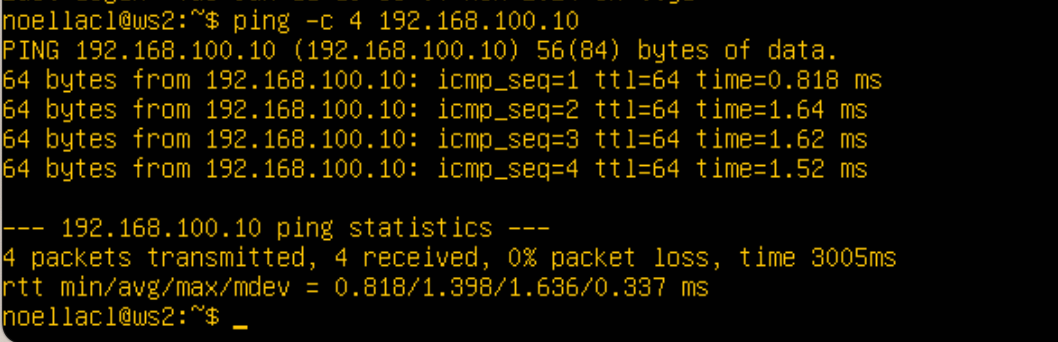 noellacl@ws2:~$ ping -c 4 192.168.100.10
PING 192.168.100.10 (192.168.100.10) 56(84) bytes of data.
64 bytes from 192.168.100.10: icmp_seq=1 ttl=64 time=0.818 ms
64 bytes from 192.168.100.10: icmp_seq=2 ttl=64 time=1.64 ms
64 bytes from 192.168.100.10: icmp_seq=3 ttl=64 time=1.62 ms
64 bytes from 192.168.100.10: icmp_seq=4 ttl=64 time=1.52 ms
--- 192.168.100.10 ping statistics ---
4 packets transmitted, 4 received, 0% packet loss, time 3005ms
rtt min/avg/max/mdev = 0.818/1.398/1.636/0.337 ms
noellacl@ws2:~$ _